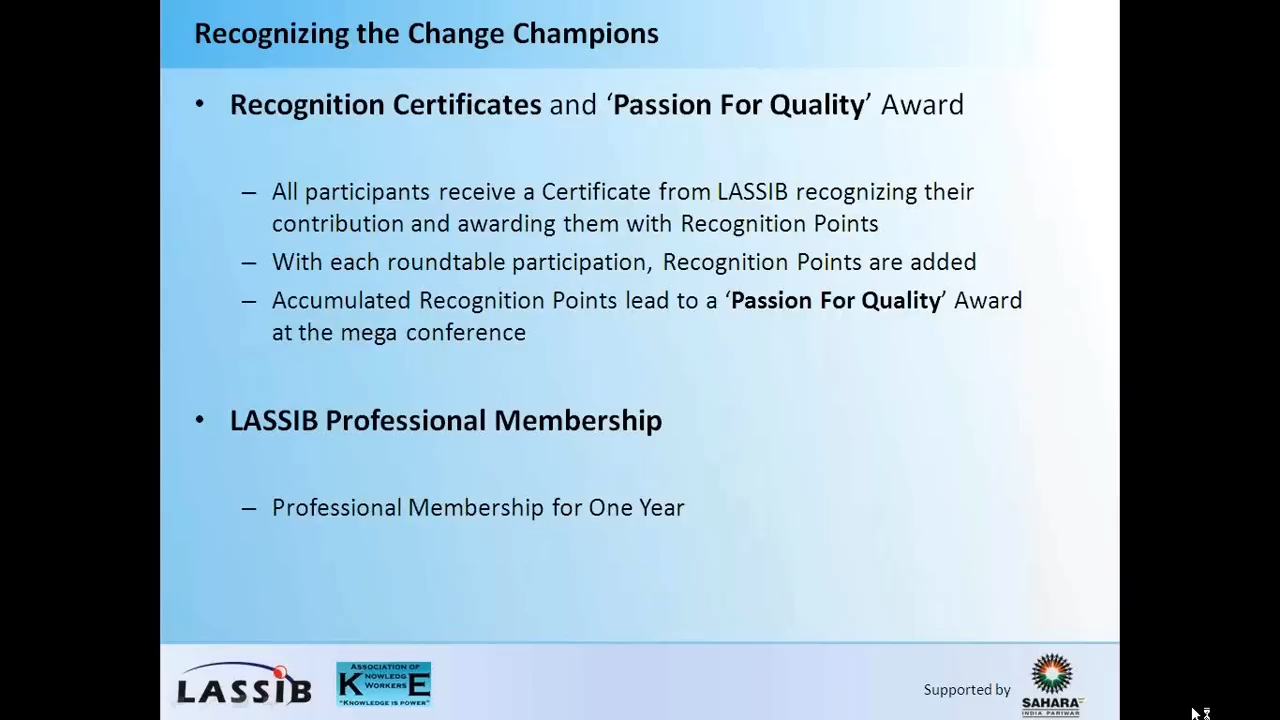 Recognizing the Change Champions
• Recognition Certificates and ‘Passion For Quality’ Award
– All participants receive a Certificate from LASSIB recognizing their
contribution and awarding them with Recognition Points
– With each roundtable participation, Recognition Points are added
– Accumulated Recognition Points lead to a ‘Passion For Quality’ Award
at the mega conference
• LASSIB Professional Membership
– Professional Membership for One Year
LASSIB
ASSOCIATION OF
KNOWLEDGE
WORKERS
"KNOWLEDGE IS POWER"
Supported by
SAHARA
INDIA PARIWAR